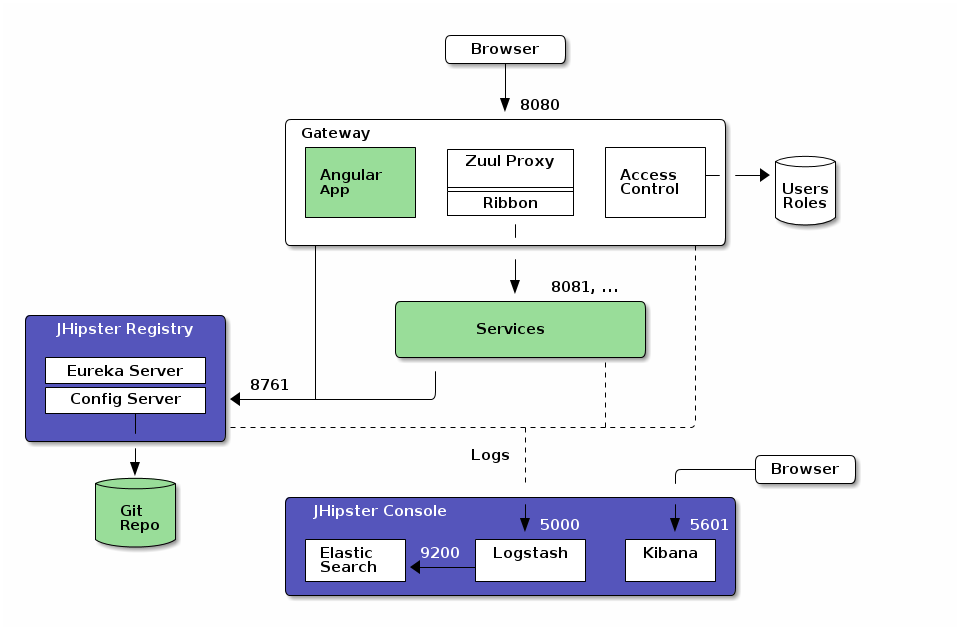 Browser
8080
Gateway
Angular
App
Zuul Proxy
Ribbon
Access
Control
Users
Roles
8081, ...
Services
JHipster Registry
Eureka Server
Config Server
8761
Git
Repo
Logs
Browser
JHipster Console
5000
5601
Elastic
Search
9200
Logstash
Kibana